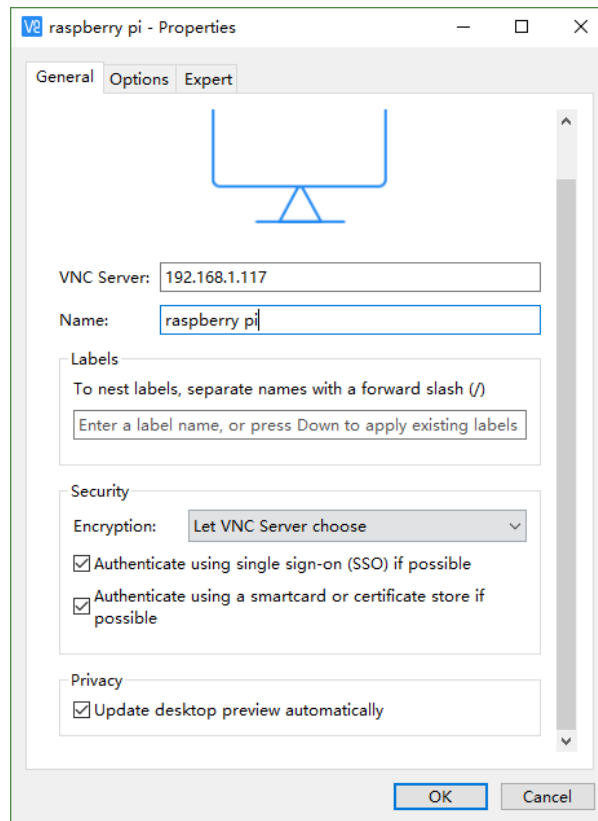 raspberry pi - Properties
General Options Expert
VNC Server: 192.168.1.117
Name: raspberry pi
Labels
To nest labels, separate names with a forward slash (/)
Enter a label name, or press Down to apply existing labels
Security
Encryption: Let VNC Server choose
Authenticate using single sign-on (SSO) if possible
Authenticate using a smartcard or certificate store if
possible
Privacy
Update desktop preview automatically
OK Cancel